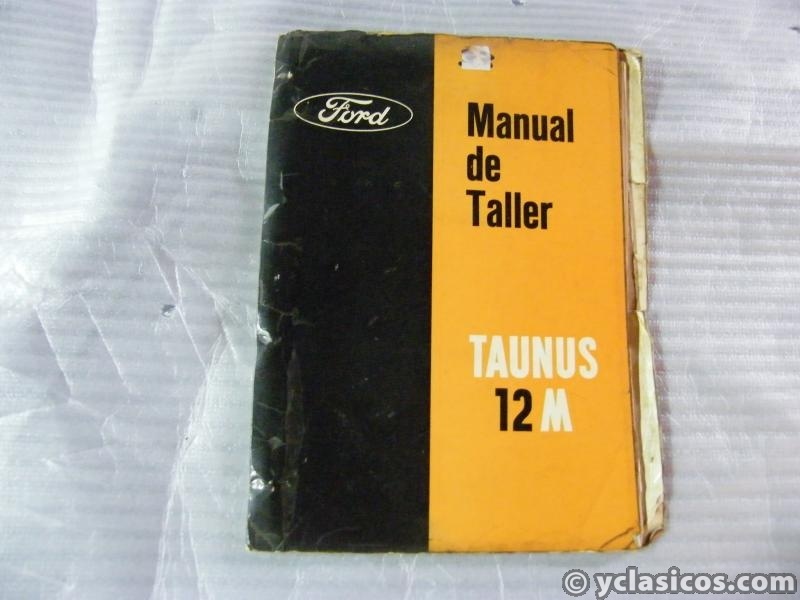 Ford
Manual
de
Taller
TAUNUS
12M
© yclasicos.com